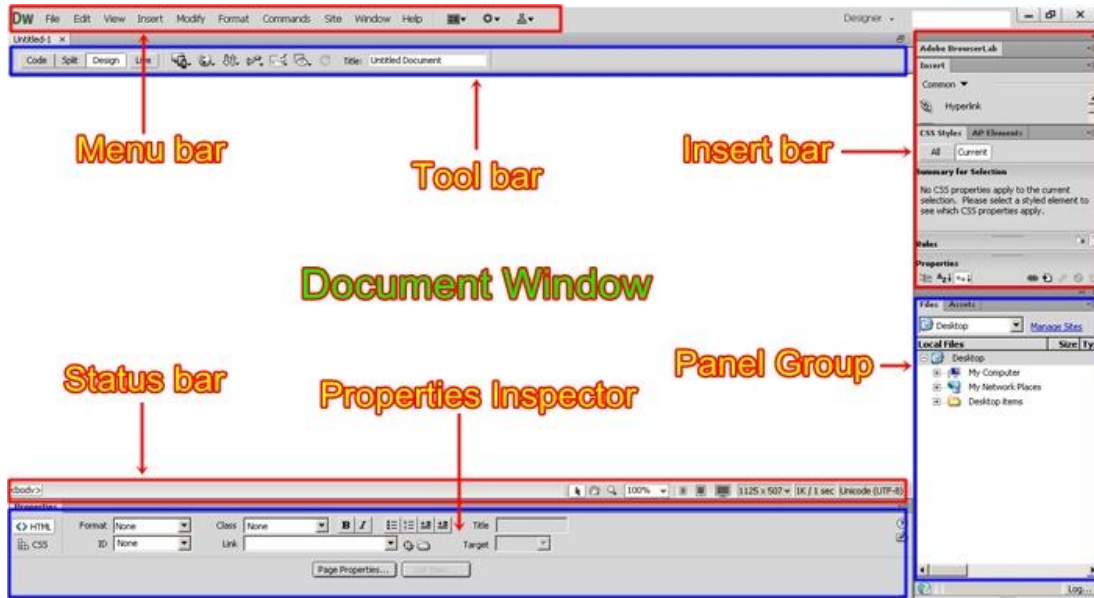 DW File Edit View Insert Modify Format Commands Site Window Help Designer
Untitled-1 ×
Code Split Design Live Title: Untitled Document
Adobe BrowserLab
Insert
Common
Hyperlink
Menu bar
Tool bar
Insert bar
CSS Styles AP Elements
All Current
Summary for Selection
No CSS properties apply to the current
selection. Please select a styled element to
see which CSS properties apply.
Rules
Properties
Document Window
Files Assets
Desktop Manage Sites
Local Files Size Ty
Desktop
My Computer
My Network Places
Desktop items
Panel Group
Status bar
Properties Inspector
<body> 100% 1125 x 507 1K / 1 sec Unicode (UTF-8)
Properties
<> HTML Format None Class None B I Title
CSS ID None Link Target
Page Properties...
Log...